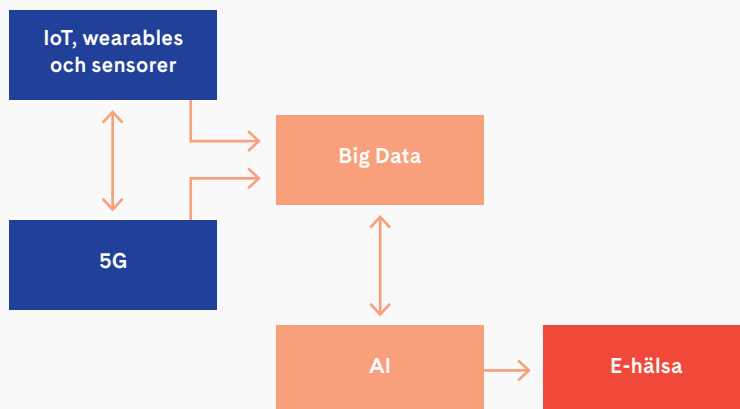 IoT, wearables
och sensorer
Big Data
5G
AI
E-hälsa